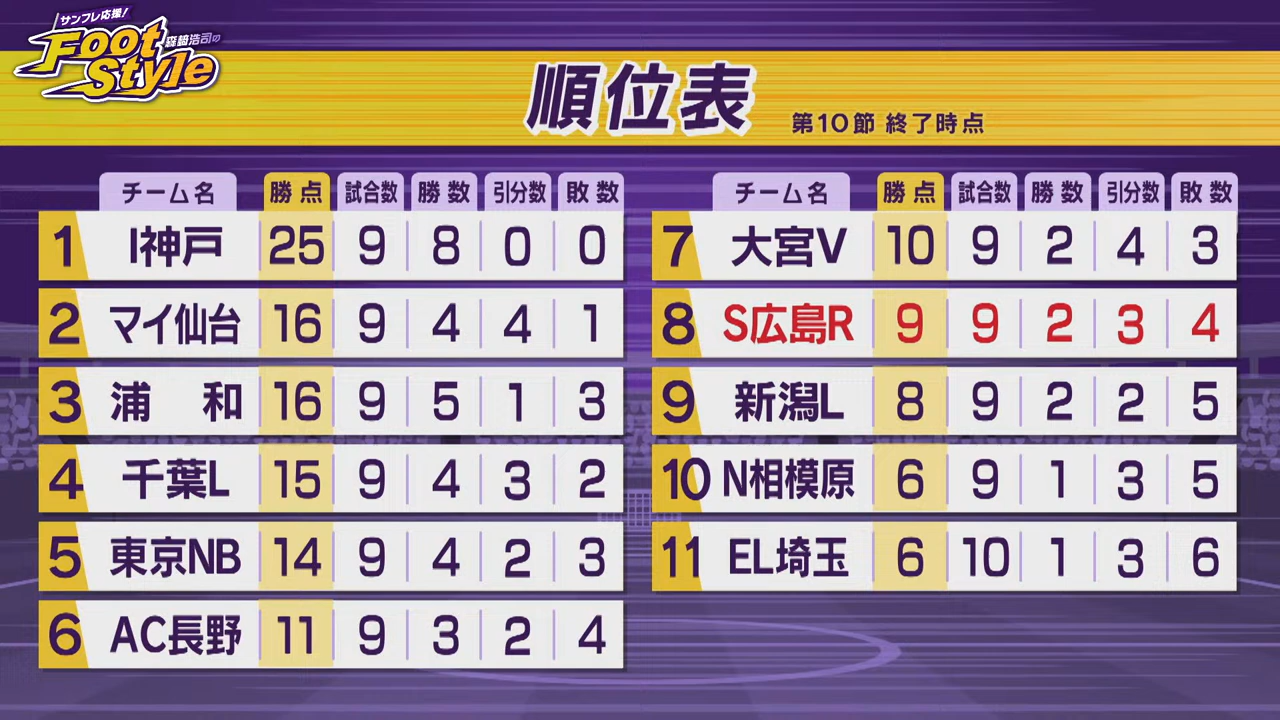 サンフレ応援!
森﨑浩司の
Foot
Style
順位表 第10節 終了時点
チーム名 勝点 試合数 勝数 引分数 敗数
1 I神戸 25 9 8 0 0
2 マイ仙台 16 9 4 4 1
3 浦和 16 9 5 1 3
4 千葉L 15 9 4 3 2
5 東京NB 14 9 4 2 3
6 AC長野 11 9 3 2 4
チーム名 勝点 試合数 勝数 引分数 敗数
7 大宮V 10 9 2 4 3
8 S広島R 9 9 2 3 4
9 新潟L 8 9 2 2 5
10 N相模原 6 9 1 3 5
11 EL埼玉 6 10 1 3 6